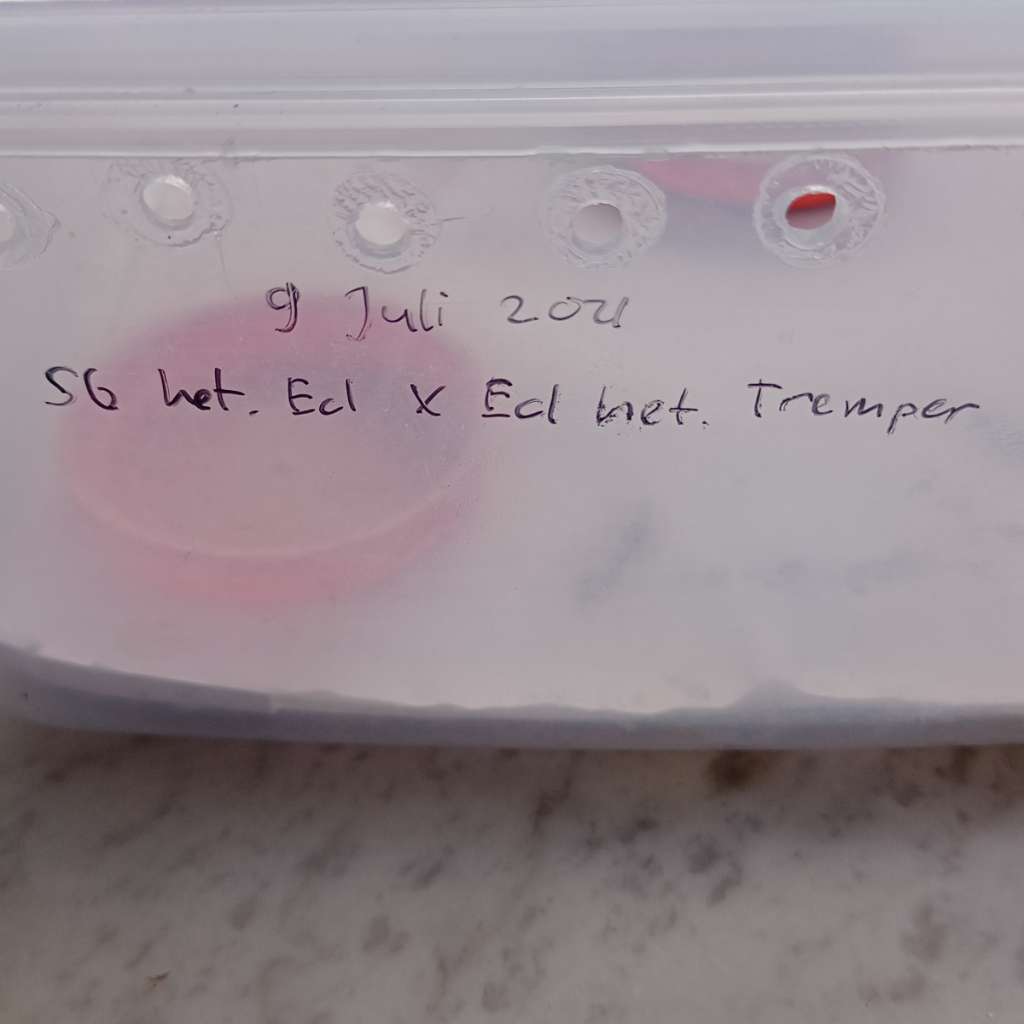 9 Juli 2021
SG het. Ecl X Ecl het. Tremper